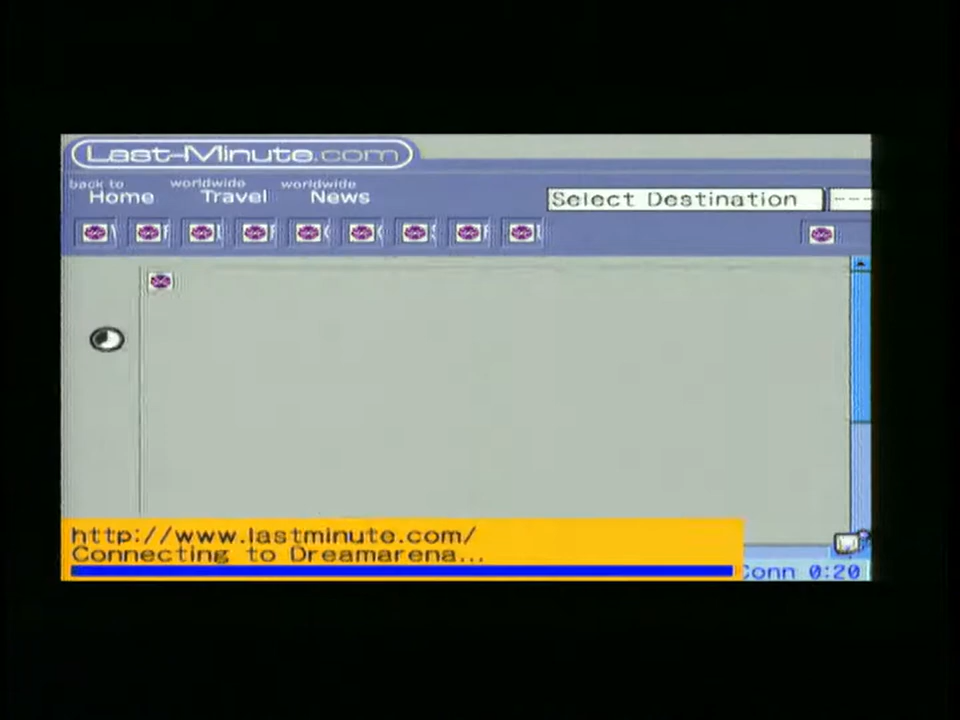 Last-Minute.com
back to worldwide worldwide
Home Travel News
Select Destination ---
http://www.lastminute.com/
Connecting to Dreamarena...
Conn 0:20